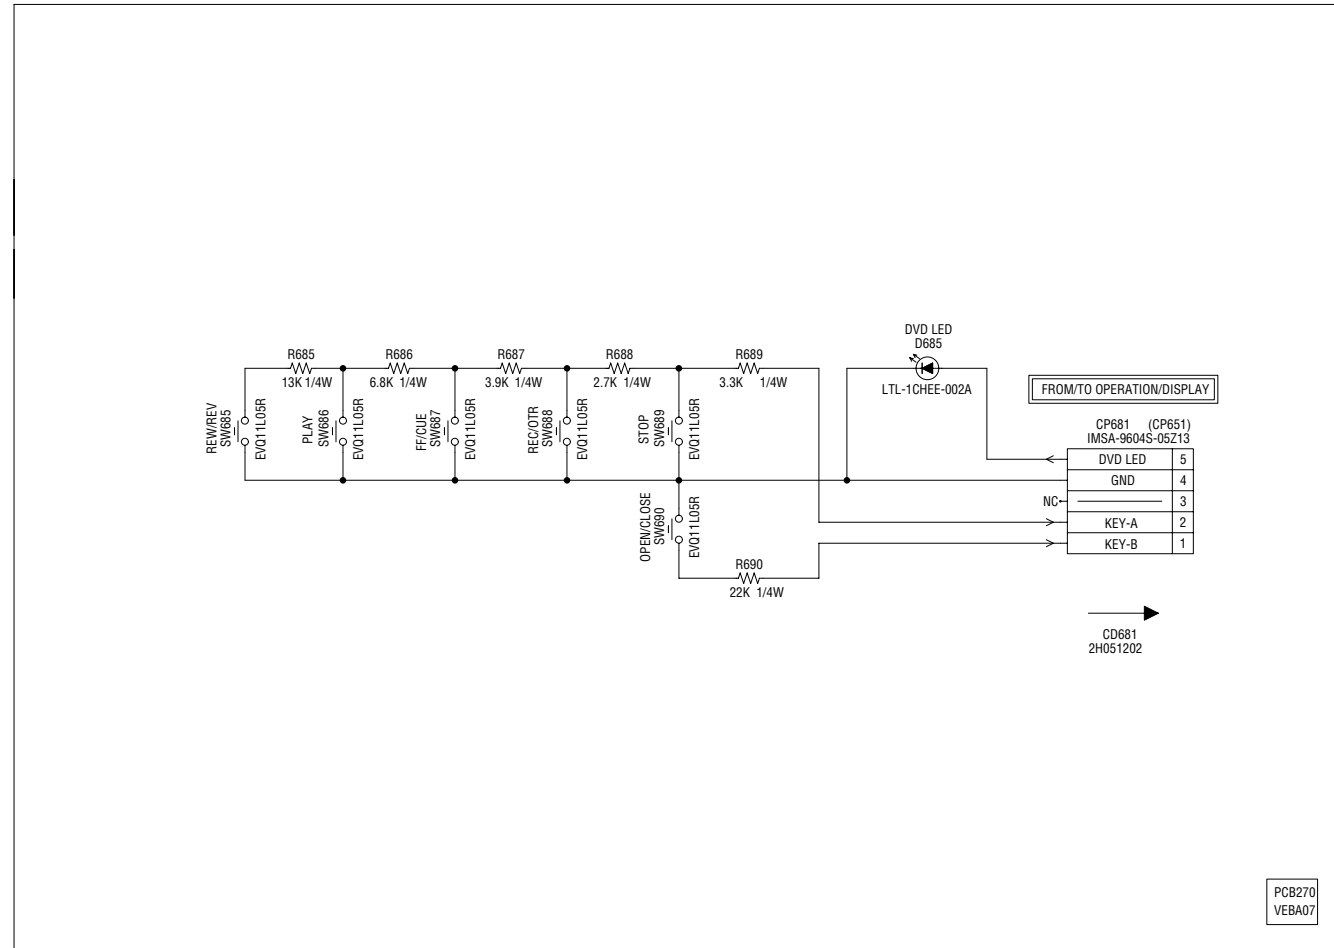 DVD LED
D685
LTL-1CHEE-002A
R685
13K 1/4W
R686
6.8K 1/4W
R687
3.9K 1/4W
R688
2.7K 1/4W
R689
3.3K 1/4W
REW/REV
SW685
EVQ11L05R
PLAY
SW686
EVQ11L05R
FF/CUE
SW687
EVQ11L05R
REC/OTR
SW688
EVQ11L05R
STOP
SW689
EVQ11L05R
OPEN/CLOSE
SW690
EVQ11L05R
R690
22K 1/4W
FROM/TO OPERATION/DISPLAY
CP681 (CP651)
IMSA-9604S-05Z13
DVD LED 5
GND 4
NC 3
KEY-A 2
KEY-B 1
CD681
2H051202
PCB270
VEBA07